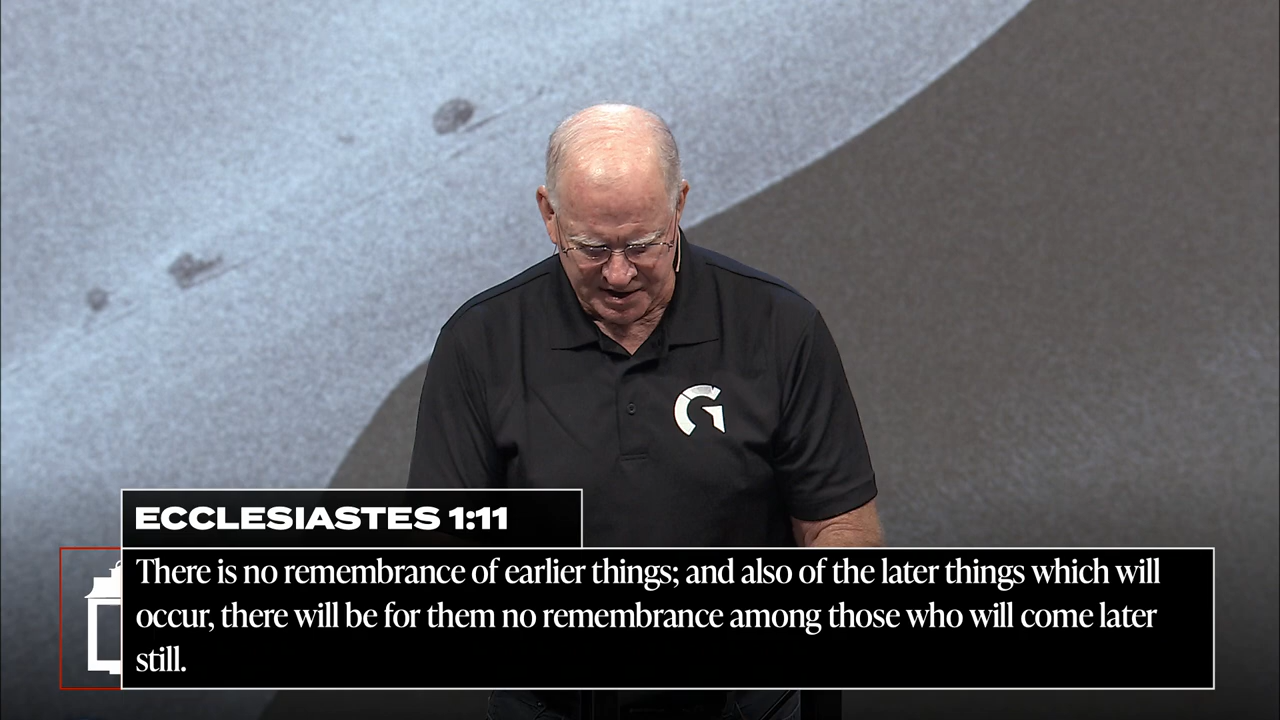 G
ECCLESIASTES 1:11
There is no remembrance of earlier things; and also of the later things which will
occur, there will be for them no remembrance among those who will come later
still.